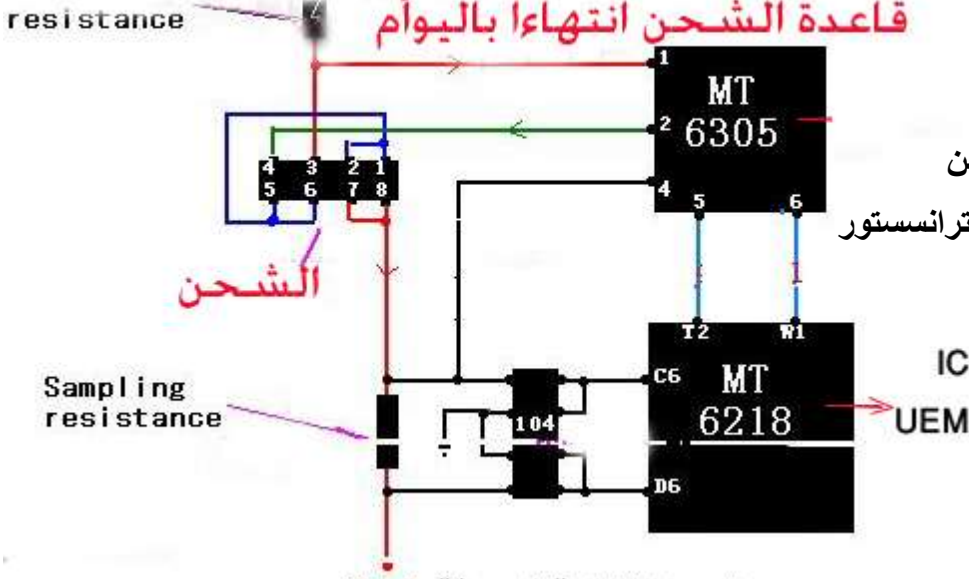 resistance
قاعدة الشحن انتهاءا باليوام
1
MT
6305
2
4
5
6
4 3 2 1
5 6 7 8
ترانسستور
الشحن
T2
R1
C6
MT
6218
D6
IC
UEM
Sampling
resistance
104